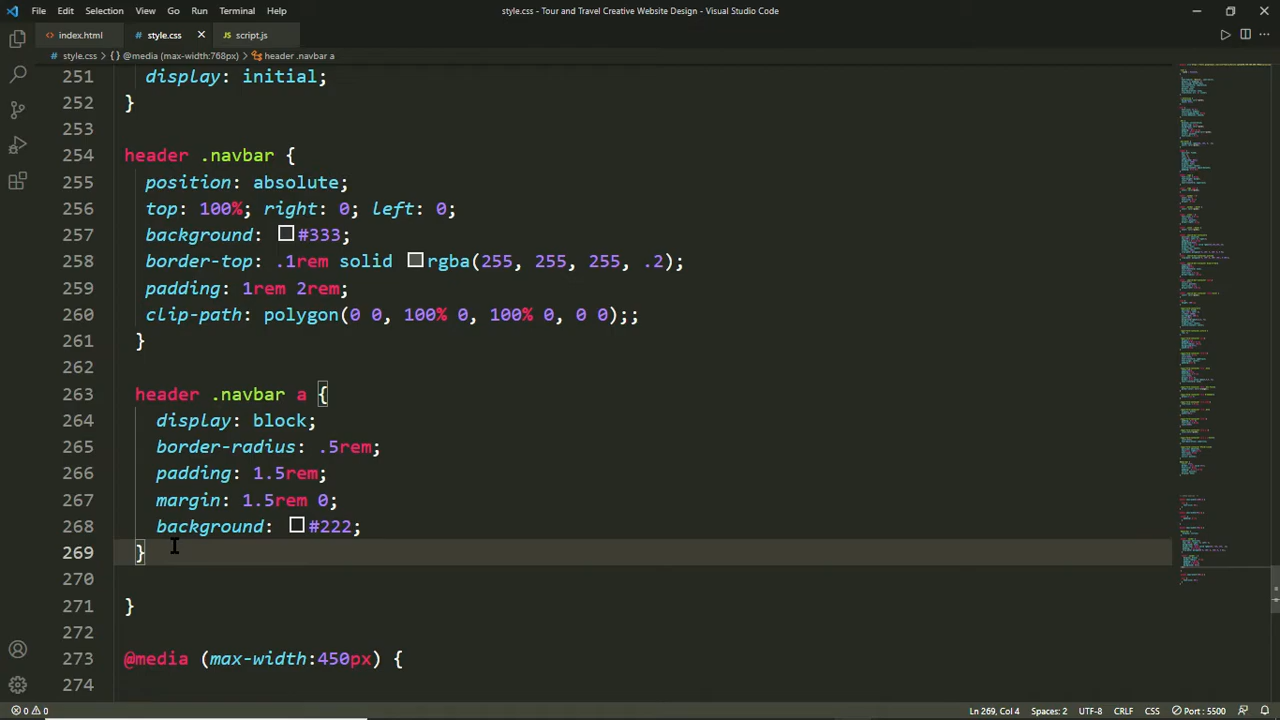 File Edit Selection View Go Run Terminal Help
style.css - Tour and Travel Creative Website Design - Visual Studio Code
index.html
style.css
script.js
style.css > {} @media (max-width:768px) > header .navbar a
251 display: initial;
252 }
253
254 header .navbar {
255 position: absolute;
256 top: 100%; right: 0; left: 0;
257 background: #333;
258 border-top: .1rem solid rgba(255, 255, 255, .2);
259 padding: 1rem 2rem;
260 clip-path: polygon(0 0, 100% 0, 100% 0, 0 0);;
261 }
262
263 header .navbar a {
264 display: block;
265 border-radius: .5rem;
266 padding: 1.5rem;
267 margin: 1.5rem 0;
268 background: #222;
269 }
270
271 }
272
273 @media (max-width:450px) {
274
0 0 Ln 269, Col 4 Spaces: 2 UTF-8 CRLF CSS Port : 5500